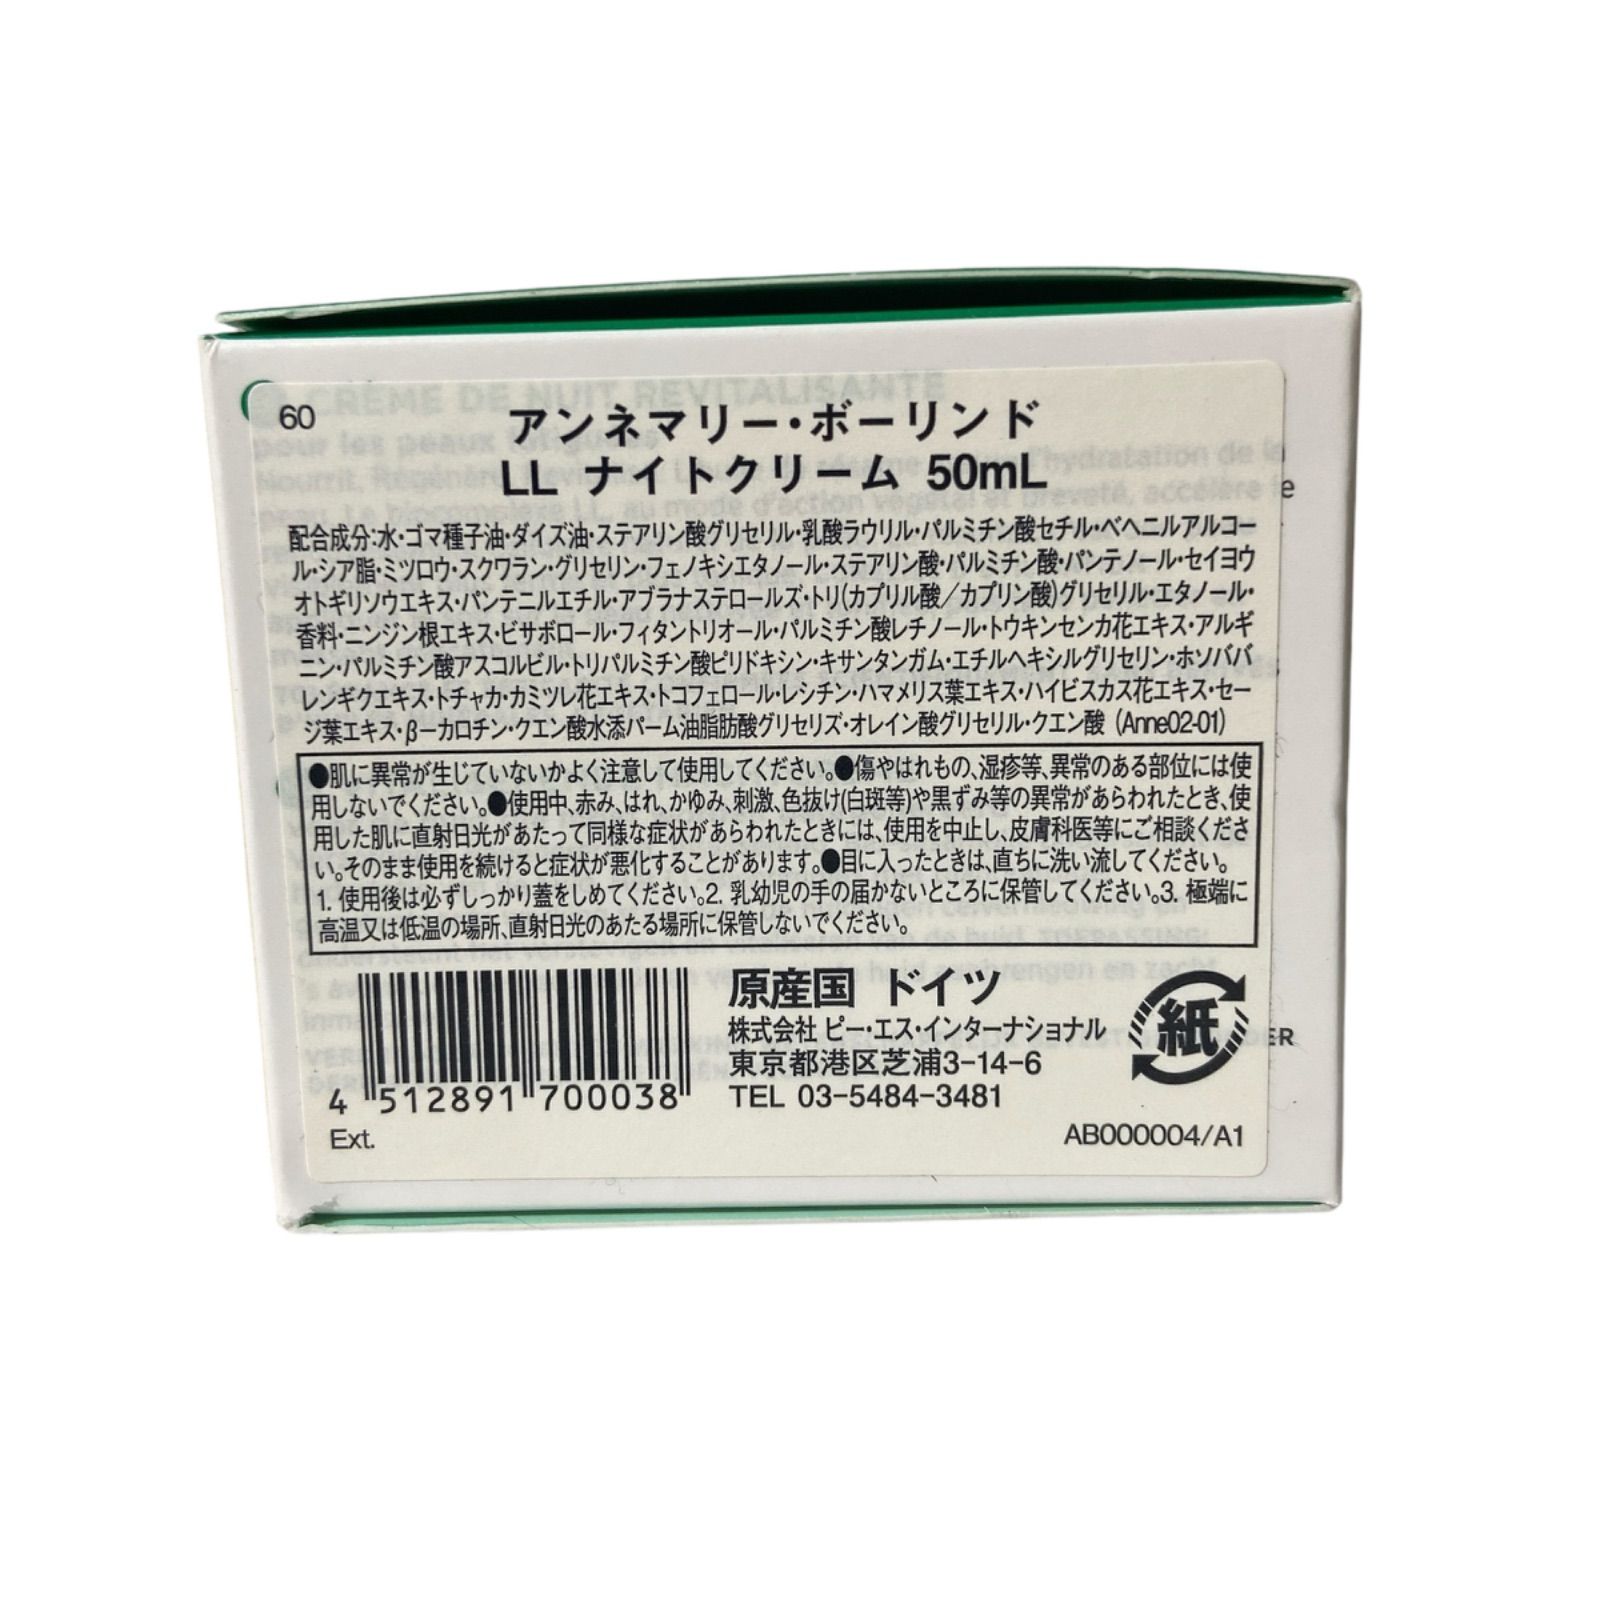 60
アンネマリー・ボーリンド
LL ナイトクリーム 50mL
配合成分:水・ゴマ種子油・ダイズ油・ステアリン酸グリセリル・乳酸ラウリル・パルミチン酸セチル・ベヘニルアルコー
ル・シア脂・ミツロウ・スクワラン・グリセリン・フェノキシエタノール・ステアリン酸・パルミチン酸・パンテノール・セイヨウ
オトギリソウエキス・パンテニルエチル・アブラナステロールズ・トリ(カプリル酸／カプリン酸)グリセリル・エタノール・
香料・ニンジン根エキス・ビサボロール・フィタントリオール・パルミチン酸レチノール・トウキンセンカ花エキス・アルギ
ニン・パルミチン酸アスコルビル・トリパルミチン酸ピリドキシン・キサンタンガム・エチルヘキシルグリセリン・ホソババ
レンギクエキス・トチャカ・カミツレ花エキス・トコフェロール・レシチン・ハマメリス葉エキス・ハイビスカス花エキス・セー
ジ葉エキス・β－カロチン・クエン酸水添パーム油脂肪酸グリセリズ・オレイン酸グリセリル・クエン酸 (Anne02-01)
●肌に異常が生じていないかよく注意して使用してください。●傷やはれもの、湿疹等、異常のある部位には使
用しないでください。●使用中、赤み、はれ、かゆみ、刺激、色抜け(白斑等)や黒ずみ等の異常があらわれたとき、使
用した肌に直射日光があたって同様な症状があらわれたときには、使用を中止し、皮膚科医等にご相談くださ
い。そのまま使用を続けると症状が悪化することがあります。●目に入ったときは、直ちに洗い流してください。
1. 使用後は必ずしっかり蓋をしめてください。2. 乳幼児の手の届かないところに保管してください。3. 極端に
高温又は低温の場所、直射日光のあたる場所に保管しないでください。
原産国 ドイツ
株式会社 ピー・エス・インターナショナル
東京都港区芝浦3-14-6
TEL 03-5484-3481
紙
4 512891 700038
Ext.
AB000004/A1
CRÈME DE NUIT REVITALISANTE
pour les peaux fatiguées